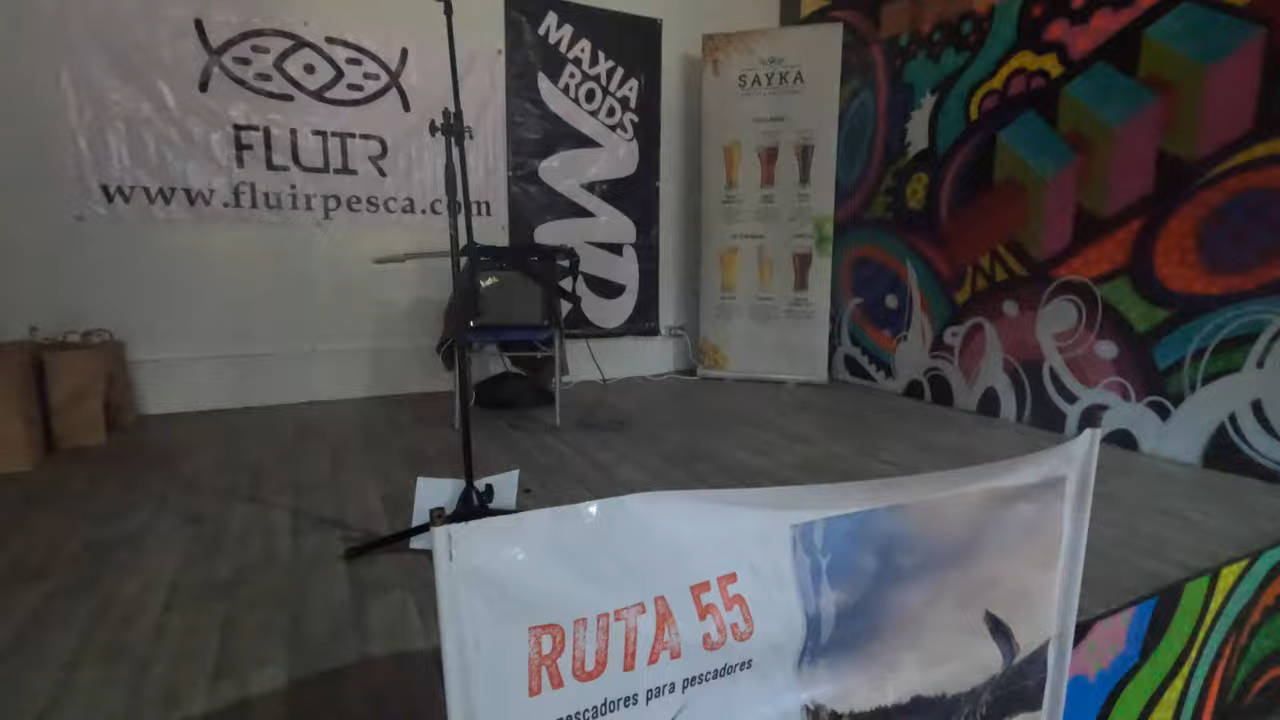 FLUIR
www.fluirpesca.com
MAXIA
RODS
SAYKA
RUTA 55
pescadores para pescadores